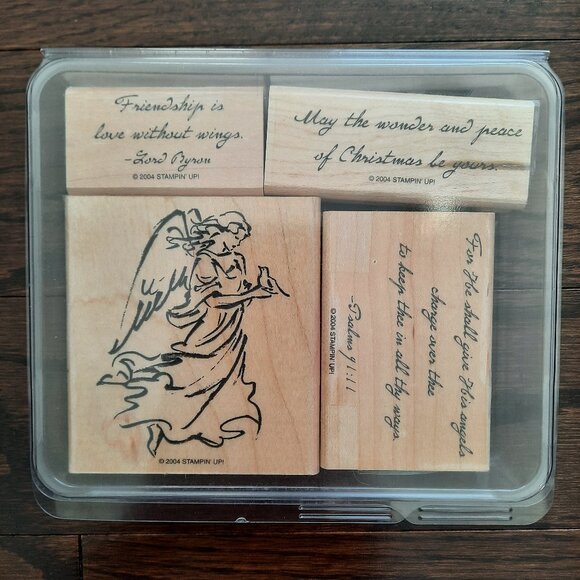 Friendship is
love without wings.
-Lord Byron
© 2004 STAMPIN' UP!
May the wonder and peace
of Christmas be yours.
© 2004 STAMPIN' UP!
© 2004 STAMPIN' UP!
For He shall give His angels
charge over thee
to keep thee in all thy ways.
-Psalms 91:11
© 2004 STAMPIN' UP!